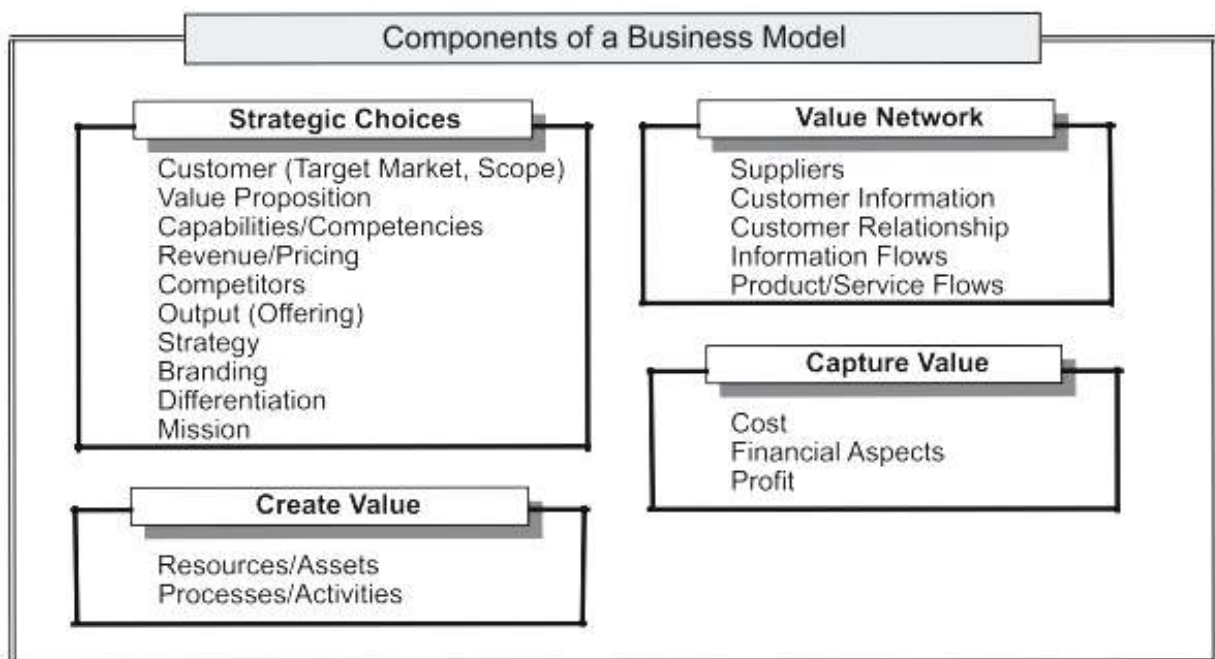 Components of a Business Model
Strategic Choices
Customer (Target Market, Scope)
Value Proposition
Capabilities/Competencies
Revenue/Pricing
Competitors
Output (Offering)
Strategy
Branding
Differentiation
Mission
Value Network
Suppliers
Customer Information
Customer Relationship
Information Flows
Product/Service Flows
Create Value
Resources/Assets
Processes/Activities
Capture Value
Cost
Financial Aspects
Profit